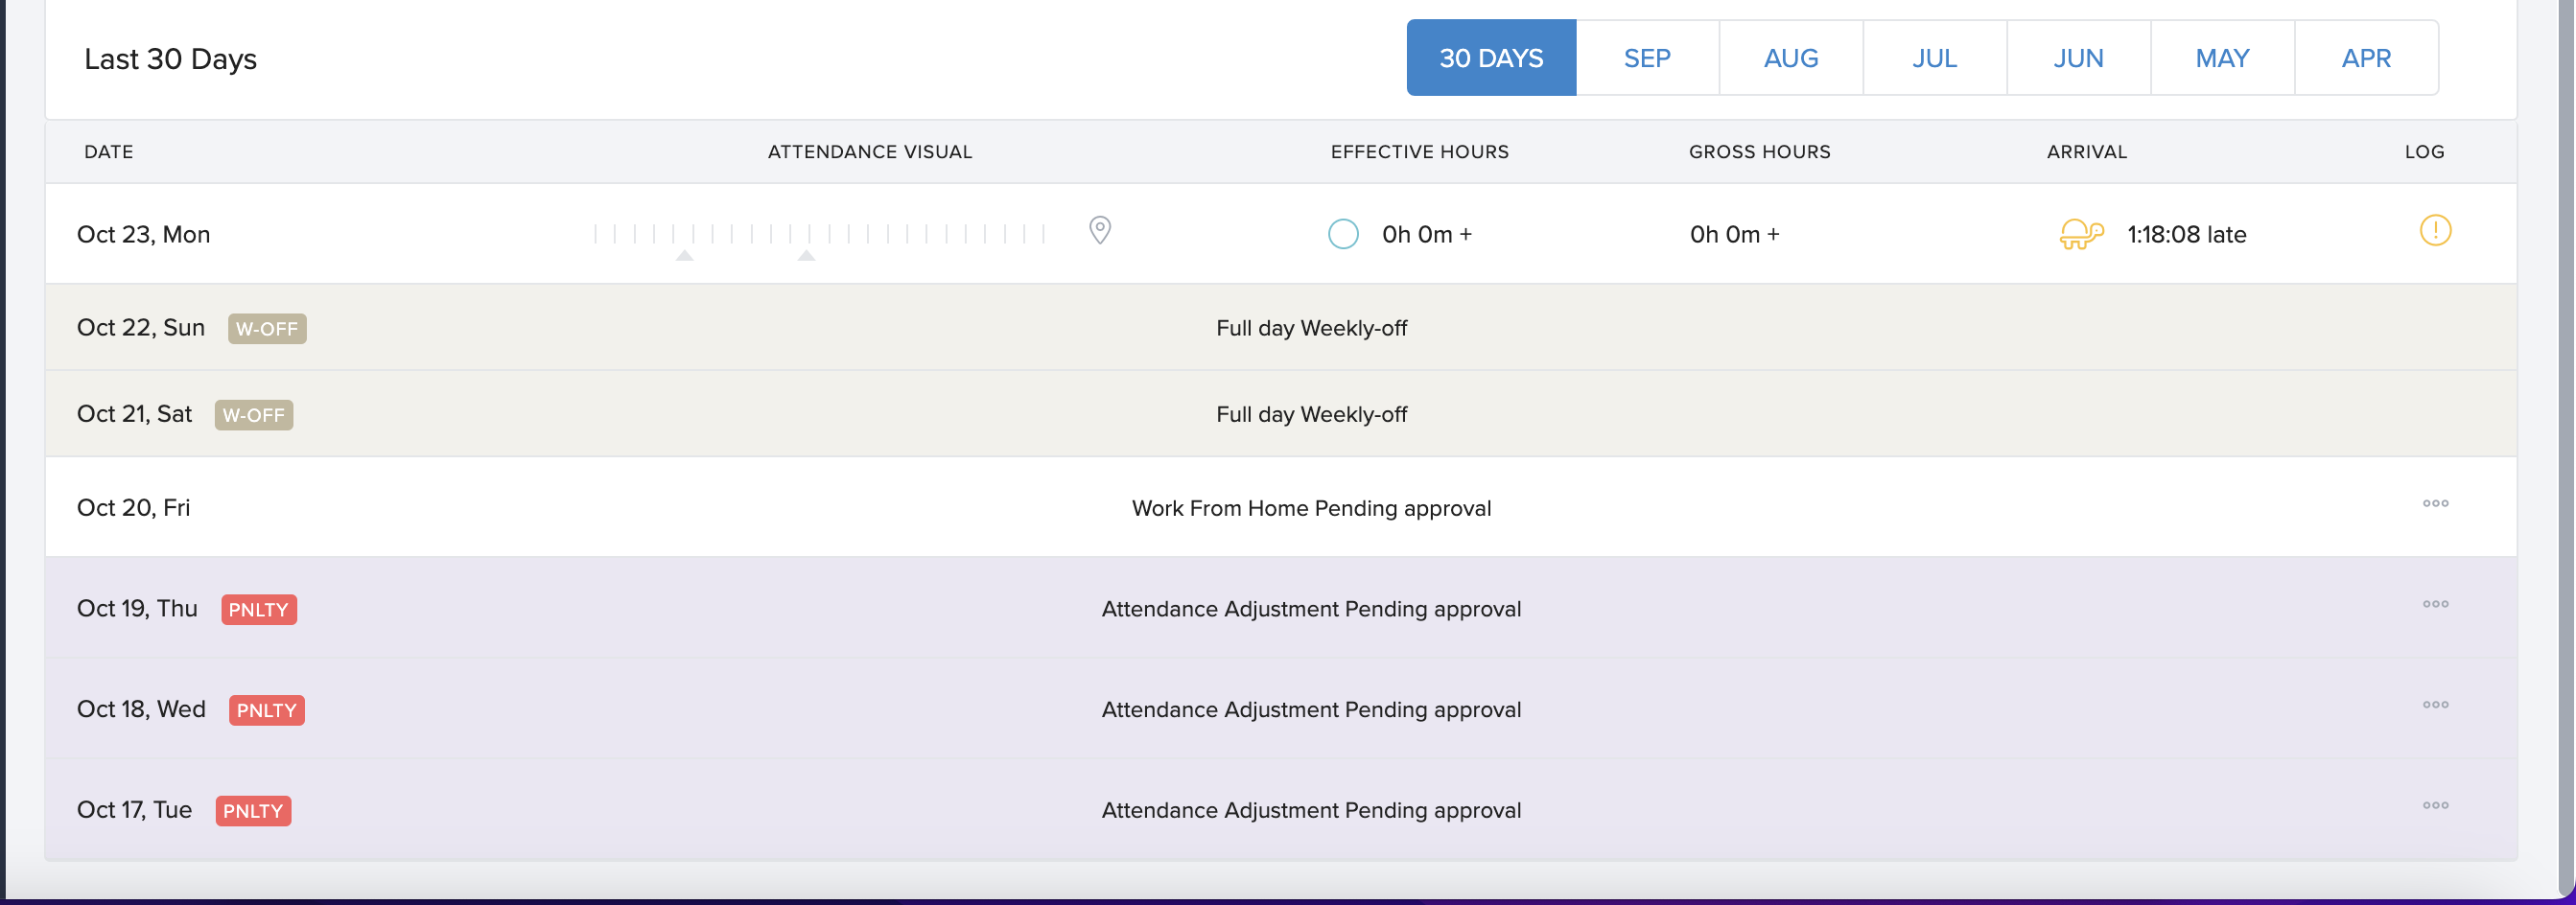 Last 30 Days
30 DAYS SEP AUG JUL JUN MAY APR
DATE ATTENDANCE VISUAL EFFECTIVE HOURS GROSS HOURS ARRIVAL LOG
Oct 23, Mon 0h 0m + 0h 0m + 1:18:08 late
Oct 22, Sun W-OFF Full day Weekly-off
Oct 21, Sat W-OFF Full day Weekly-off
Oct 20, Fri Work From Home Pending approval
Oct 19, Thu PNLTY Attendance Adjustment Pending approval
Oct 18, Wed PNLTY Attendance Adjustment Pending approval
Oct 17, Tue PNLTY Attendance Adjustment Pending approval